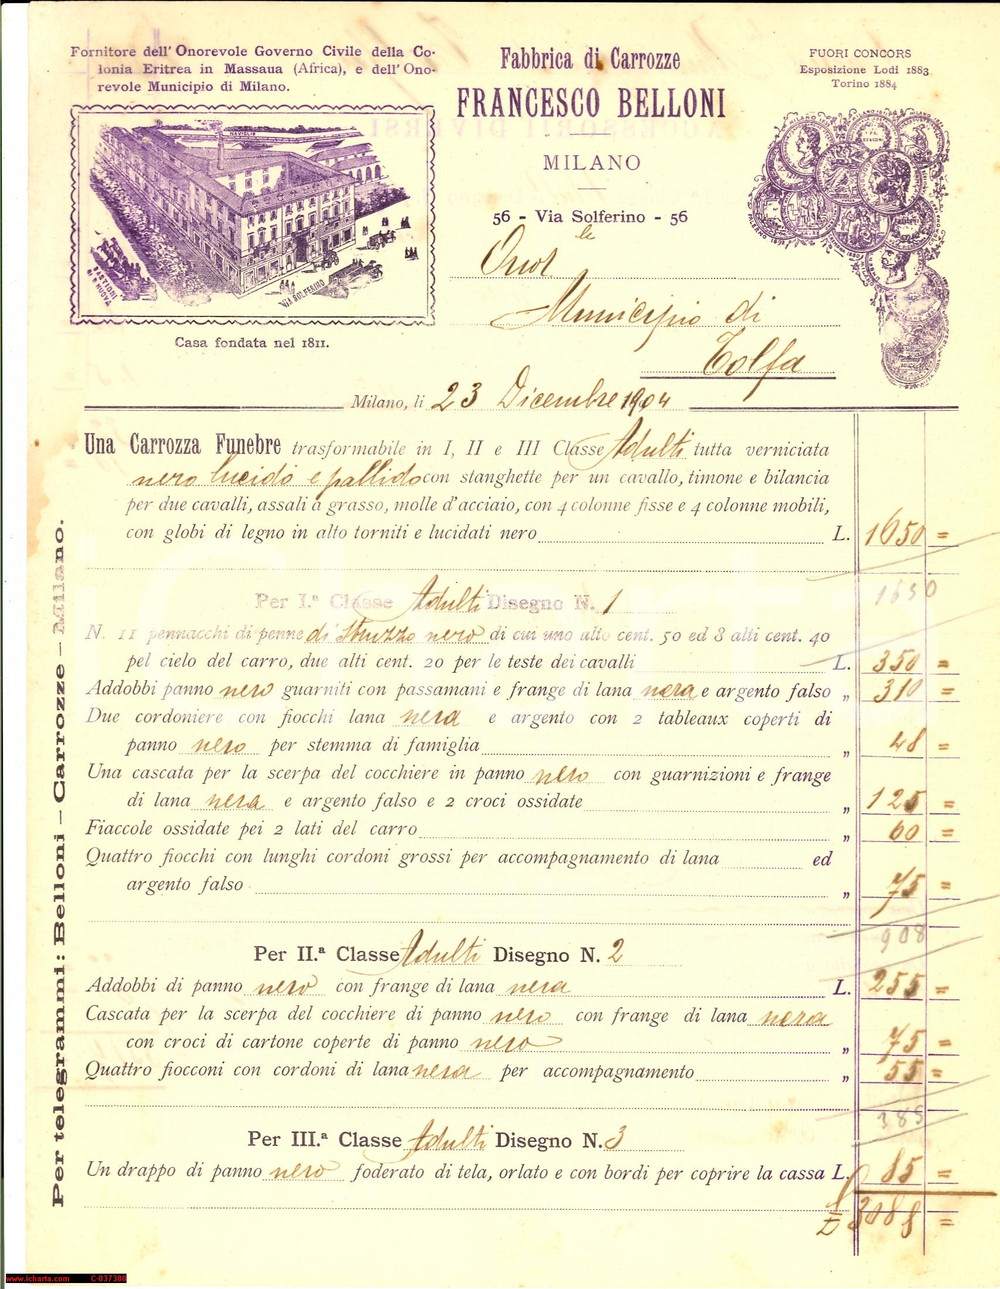 Fornitore dell' Onorevole Governo Civile della Co-
lonia Eritrea in Massaua (Africa), e dell' Ono-
revole Municipio di Milano.
Fabbrica di Carrozze
FRANCESCO BELLONI
MILANO
56 - Via Solferino - 56
FUORI CONCORS
Esposizione Lodi 1883
Torino 1884
VIA SOLFERINO
Casa fondata nel 1811.
Onorle
Municipio di
Tolfa
Milano, li 23 Dicembre 1904
Una Carrozza Funebre trasformabile in I, II e III Classe Adulti tutta verniciata
nero lucido e pallido con stanghette per un cavallo, timone e bilancia
per due cavalli, assali a grasso, molle d'acciaio, con 4 colonne fisse e 4 colonne mobili,
con globi di legno in alto torniti e lucidati nero L. 1650 =
1650
Per I.ª Classe Adulti Disegno N. 1
N. 11 pennacchi di penne di Struzzo nero di cui uno alto cent. 50 ed 8 alti cent. 40
pel cielo del carro, due alti cent. 20 per le teste dei cavalli L. 350 =
Addobbi panno nero guarniti con passamani e frange di lana nera e argento falso „ 310 =
Due cordoniere con fiocchi lana nera e argento con 2 tableaux coperti di
panno nero per stemma di famiglia „ 48 =
Una cascata per la scerpa del cocchiere in panno nero con guarnizioni e frange
di lana nera e argento falso e 2 croci ossidate „ 125 =
Fiaccole ossidate pei 2 lati del carro „ 60 =
Quattro fiocchi con lunghi cordoni grossi per accompagnamento di lana ed
argento falso „ 75 =
908
Per II.ª Classe Adulti Disegno N. 2
Addobbi di panno nero con frange di lana nera L. 255 =
Cascata per la scerpa del cocchiere di panno nero con frange di lana nera
con croci di cartone coperte di panno nero „ 75 =
Quattro fiocconi con cordoni di lana nera per accompagnamento „ 55 =
385
Per III.ª Classe Adulti Disegno N. 3
Un drappo di panno nero foderato di tela, orlato e con bordi per coprire la cassa L. 85 =
£ 3088 =
Per telegrammi: Belloni - Carrozze - Milano.
www.icharta.com C-037380